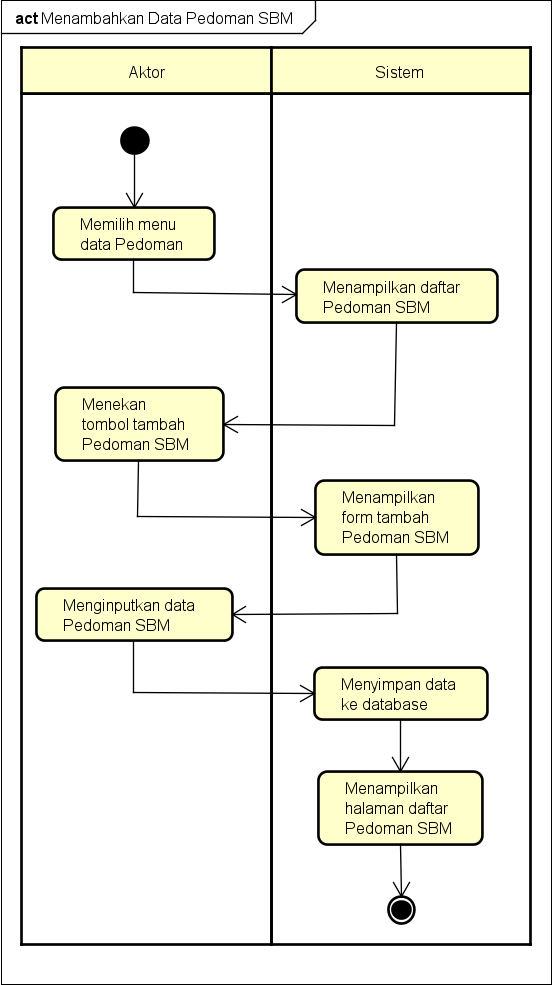 act Menambahkan Data Pedoman SBM
Aktor
Sistem
Memilih menu
data Pedoman
Menampilkan daftar
Pedoman SBM
Menekan
tombol tambah
Pedoman SBM
Menampilkan
form tambah
Pedoman SBM
Menginputkan data
Pedoman SBM
Menyimpan data
ke database
Menampilkan
halaman daftar
Pedoman SBM